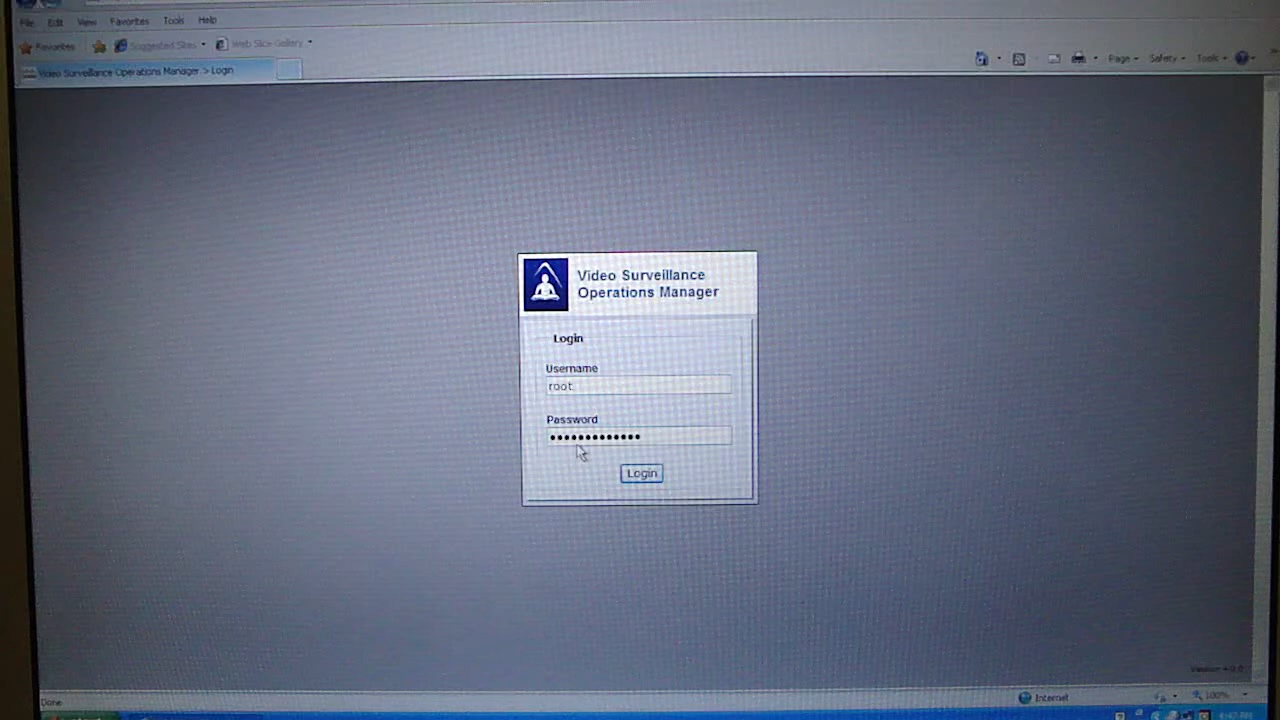 File Edit View Favorites Tools Help
Favorites Suggested Sites Web Slice Gallery
Video Surveillance Operations Manager > Login
Page Safety Tools
Video Surveillance
Operations Manager
Login
Username
root
Password
•••••••••••••
Login
Done Internet 100%